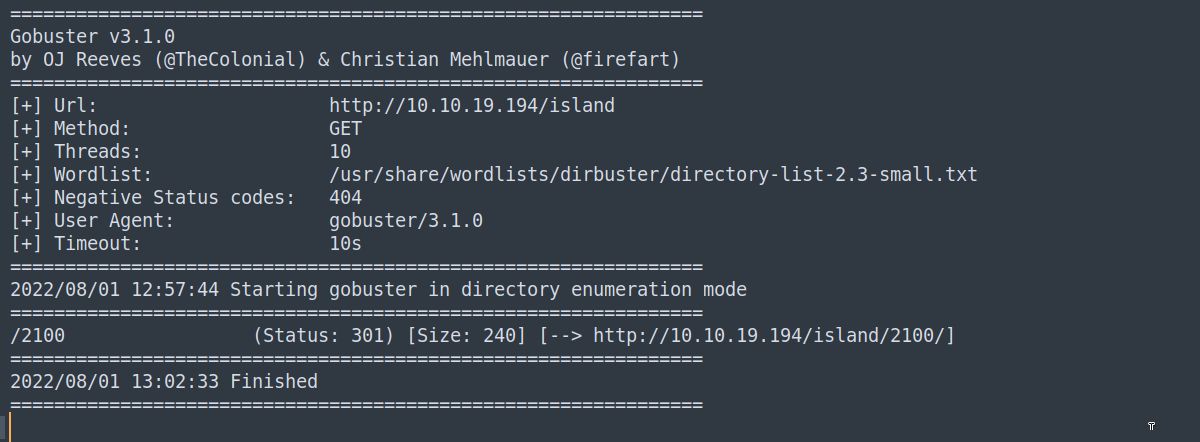 ===============================================================
Gobuster v3.1.0
by OJ Reeves (@TheColonial) & Christian Mehlmauer (@firefart)
===============================================================
[+] Url:                     http://10.10.19.194/island
[+] Method:                  GET
[+] Threads:                 10
[+] Wordlist:                /usr/share/wordlists/dirbuster/directory-list-2.3-small.txt
[+] Negative Status codes:   404
[+] User Agent:              gobuster/3.1.0
[+] Timeout:                 10s
===============================================================
2022/08/01 12:57:44 Starting gobuster in directory enumeration mode
===============================================================
/2100                 (Status: 301) [Size: 240] [--> http://10.10.19.194/island/2100/]
===============================================================
2022/08/01 13:02:33 Finished
===============================================================